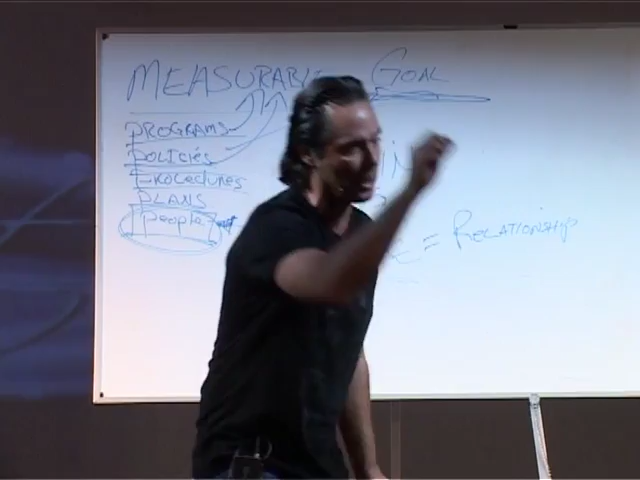 MEASURABLE GOAL
PROGRAMS
POLICIES
PROCEDURES
PLANS
people
= RELATIONSHIP